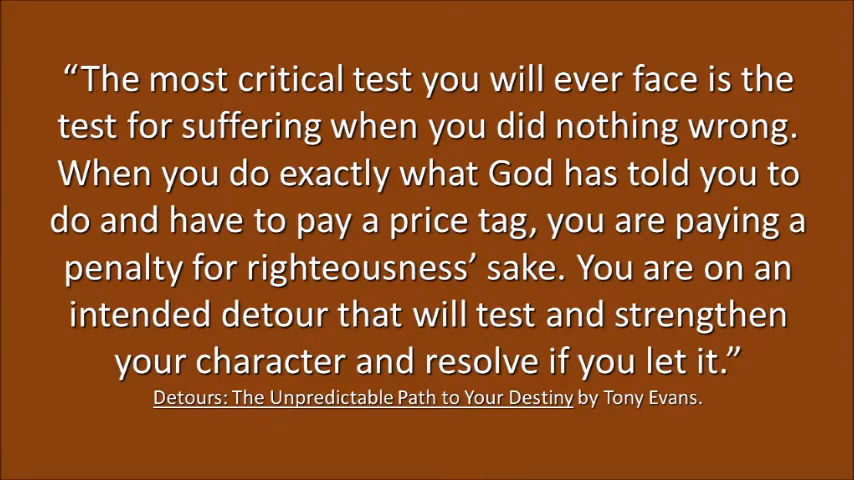 “The most critical test you will ever face is the
test for suffering when you did nothing wrong.
When you do exactly what God has told you to
do and have to pay a price tag, you are paying a
penalty for righteousness’ sake. You are on an
intended detour that will test and strengthen
your character and resolve if you let it.”
Detours: The Unpredictable Path to Your Destiny by Tony Evans.